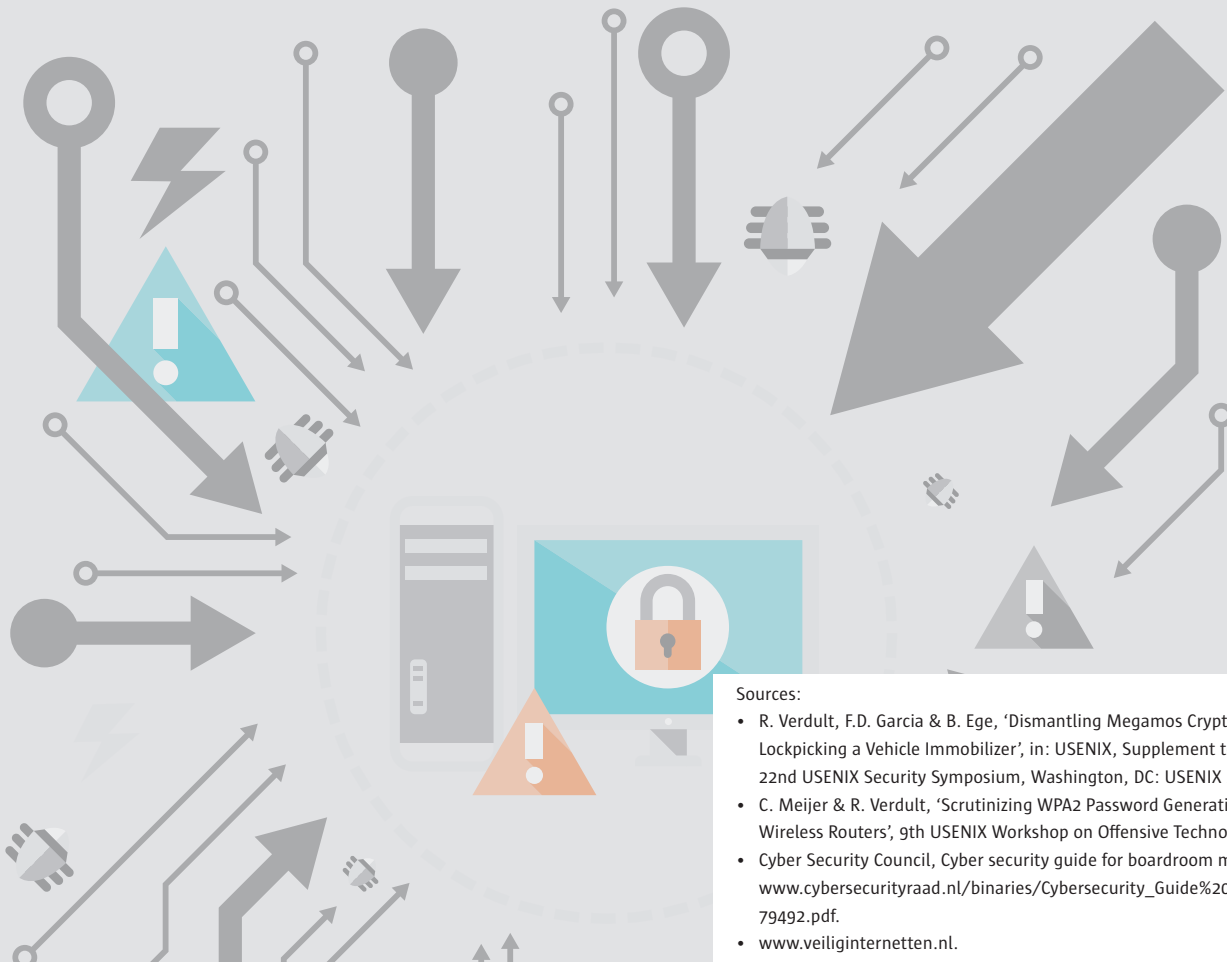 Sources:
• R. Verdult, F.D. Garcia & B. Ege, ‘Dismantling Megamos Crypt
Lockpicking a Vehicle Immobilizer’, in: USENIX, Supplement t
22nd USENIX Security Symposium, Washington, DC: USENIX
• C. Meijer & R. Verdult, ‘Scrutinizing WPA2 Password Generati
Wireless Routers’, 9th USENIX Workshop on Offensive Techno
• Cyber Security Council, Cyber security guide for boardroom m
www.cybersecurityraad.nl/binaries/Cybersecurity_Guide%20
79492.pdf.
• www.veiliginternetten.nl.